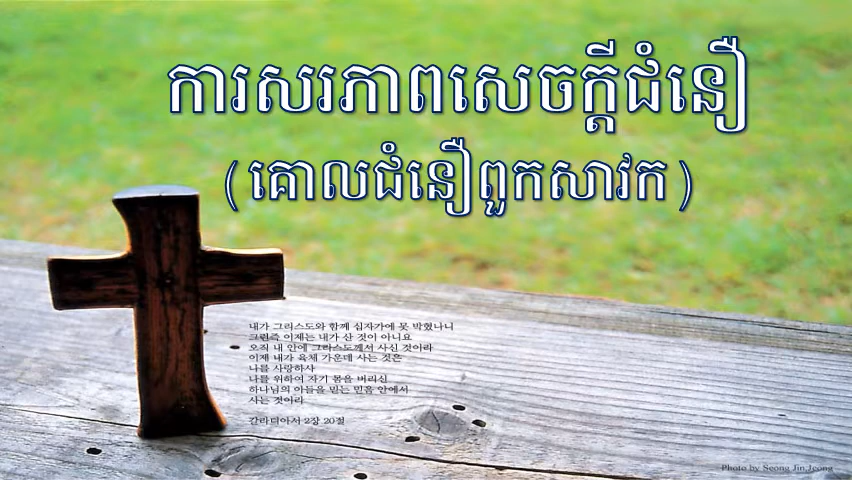 ការសរភាពសេចក្ដីជំនឿ
(គោលជំនឿពួកសាវក)
내가 그리스도와 함께 십자가에 못 박혔나니
그런즉 이제는 내가 산 것이 아니요
오직 내 안에 그리스도께서 사신 것이라
이제 내가 육체 가운데 사는 것은
나를 사랑하사
나를 위하여 자기 몸을 버리신
하나님의 아들을 믿는 믿음 안에서
사는 것이라
갈라디아서 2장 20절
Photo by Seong Jin,Jeong